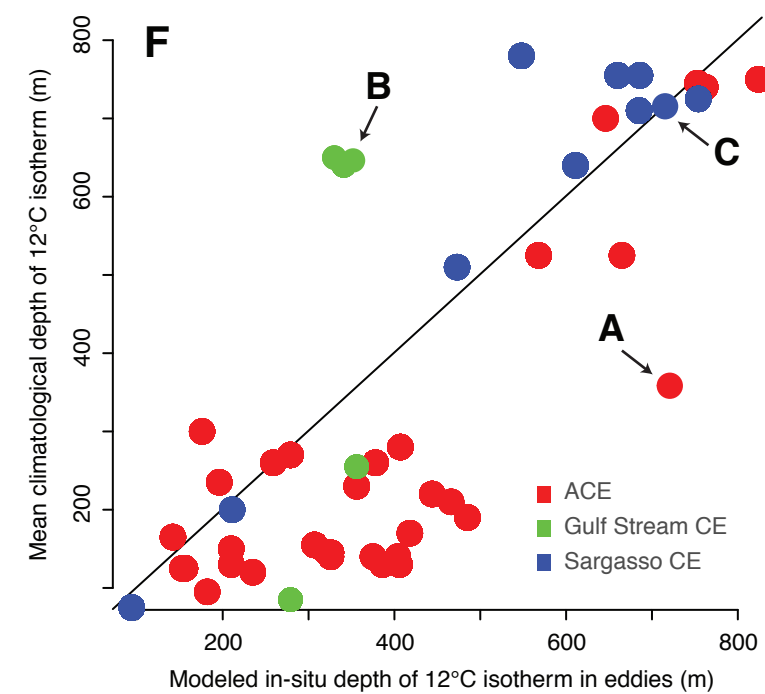 F
B
C
A
800
600
400
200
Mean climatological depth of 12°C isotherm (m)
ACE
Gulf Stream CE
Sargasso CE
200 400 600 800
Modeled in-situ depth of 12°C isotherm in eddies (m)